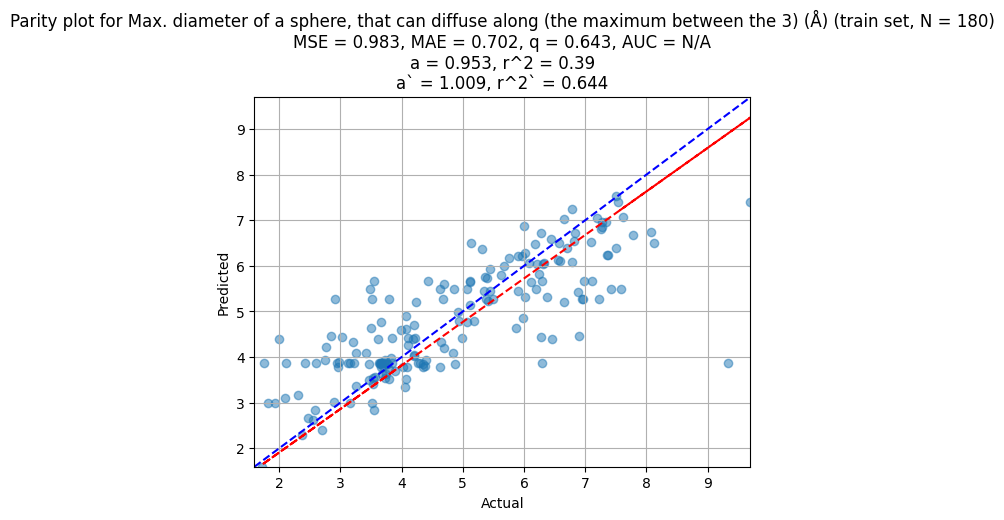 Parity plot for Max. diameter of a sphere, that can diffuse along (the maximum between the 3) (Å) (train set, N = 180)
MSE = 0.983, MAE = 0.702, q = 0.643, AUC = N/A
a = 0.953, r^2 = 0.39
a` = 1.009, r^2` = 0.644
9
8
7
6
5
4
3
2
Predicted
2 3 4 5 6 7 8 9
Actual